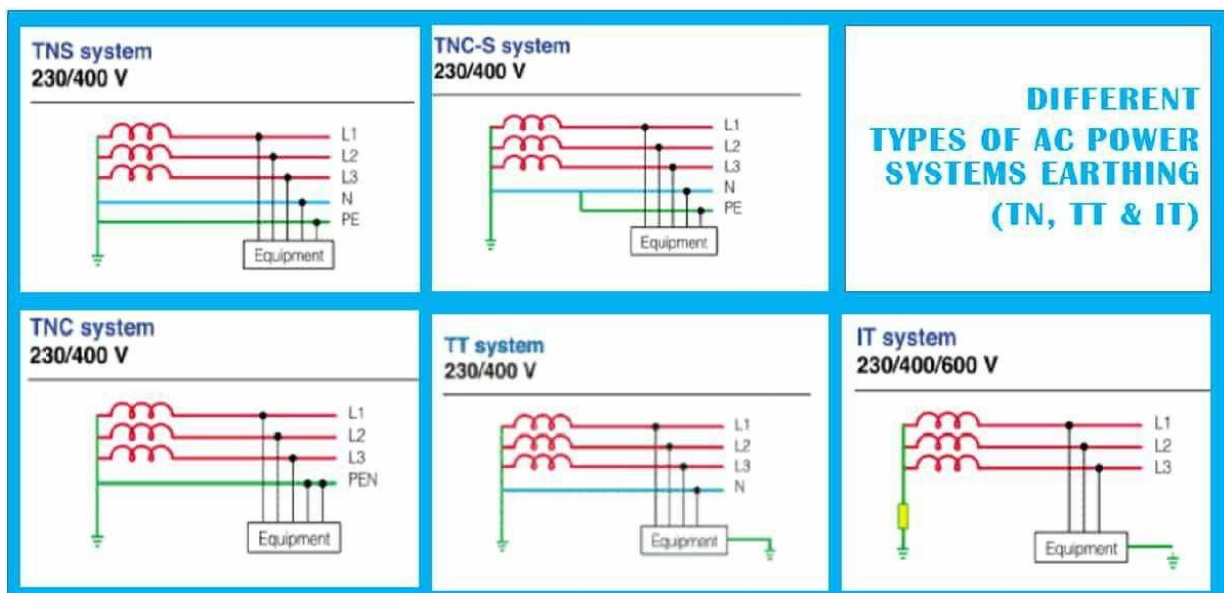 TNS system
230/400 V
L1
L2
L3
N
PE
Equipment
TNC-S system
230/400 V
L1
L2
L3
N
PE
Equipment
DIFFERENT
TYPES OF AC POWER
SYSTEMS EARTHING
(TN, TT & IT)
TNC system
230/400 V
L1
L2
L3
PEN
Equipment
TT system
230/400 V
L1
L2
L3
N
Equipment
IT system
230/400/600 V
L1
L2
L3
Equipment